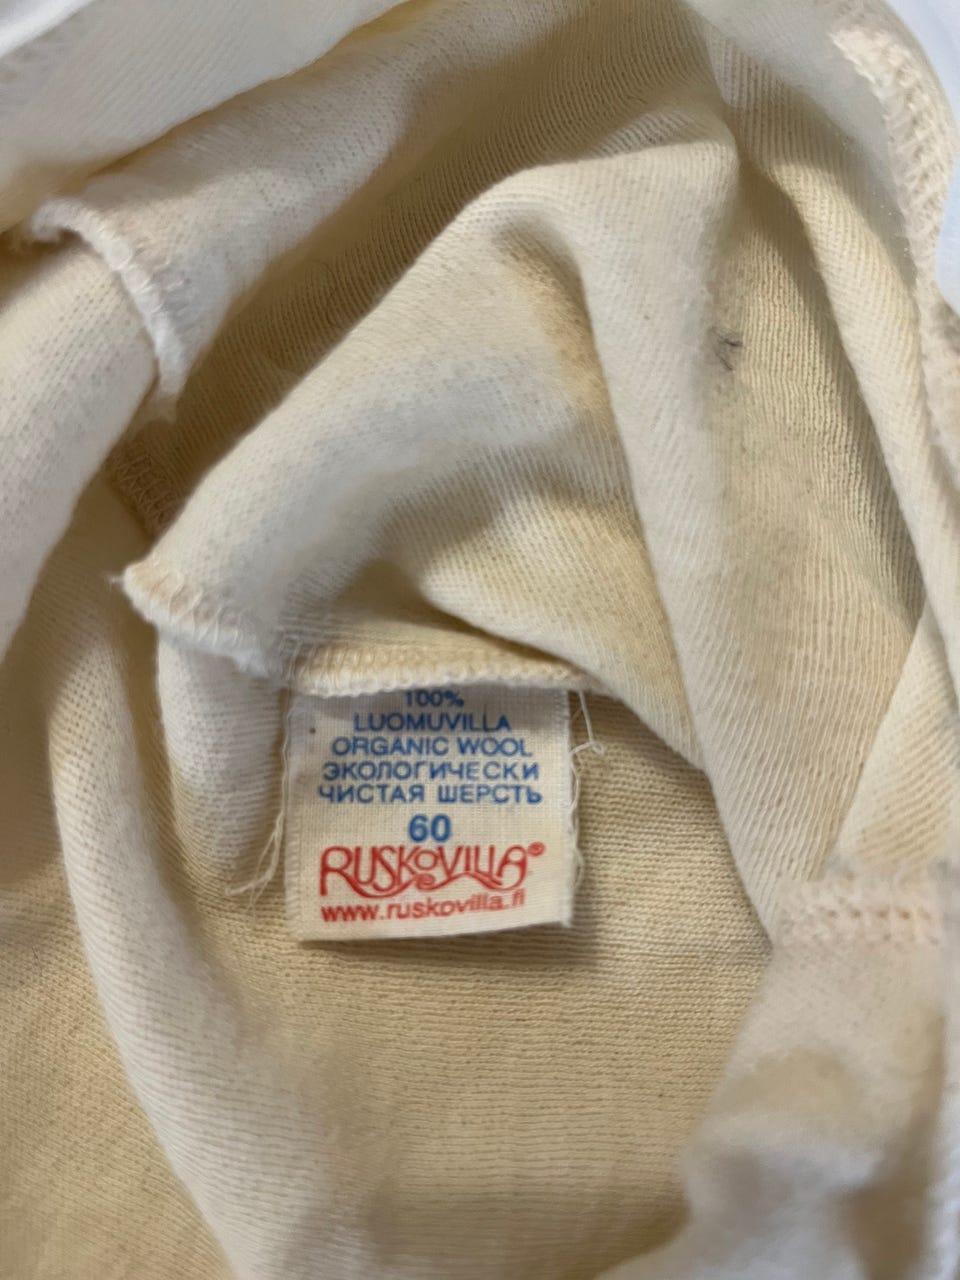 100%
LUOMUVILLA
ORGANIC WOOL
ЭКОЛОГИЧЕСКИ
ЧИСТАЯ ШЕРСТЬ
60
RUSKOVILLA®
www.ruskovilla.fi